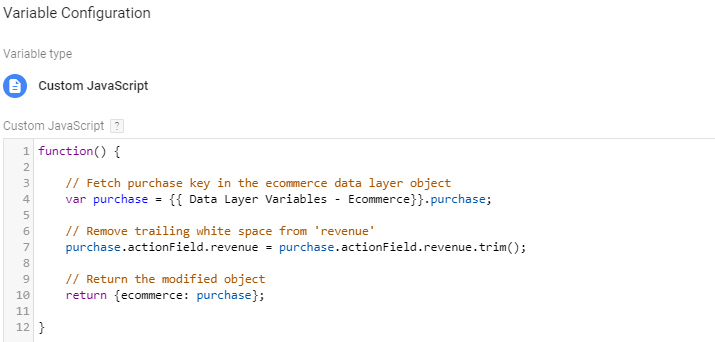 Variable Configuration
Variable type
Custom JavaScript
Custom JavaScript ?
1 function() {
2
3 // Fetch purchase key in the ecommerce data layer object
4 var purchase = {{ Data Layer Variables - Ecommerce}}.purchase;
5
6 // Remove trailing white space from 'revenue'
7 purchase.actionField.revenue = purchase.actionField.revenue.trim();
8
9 // Return the modified object
10 return {ecommerce: purchase};
11
12 }